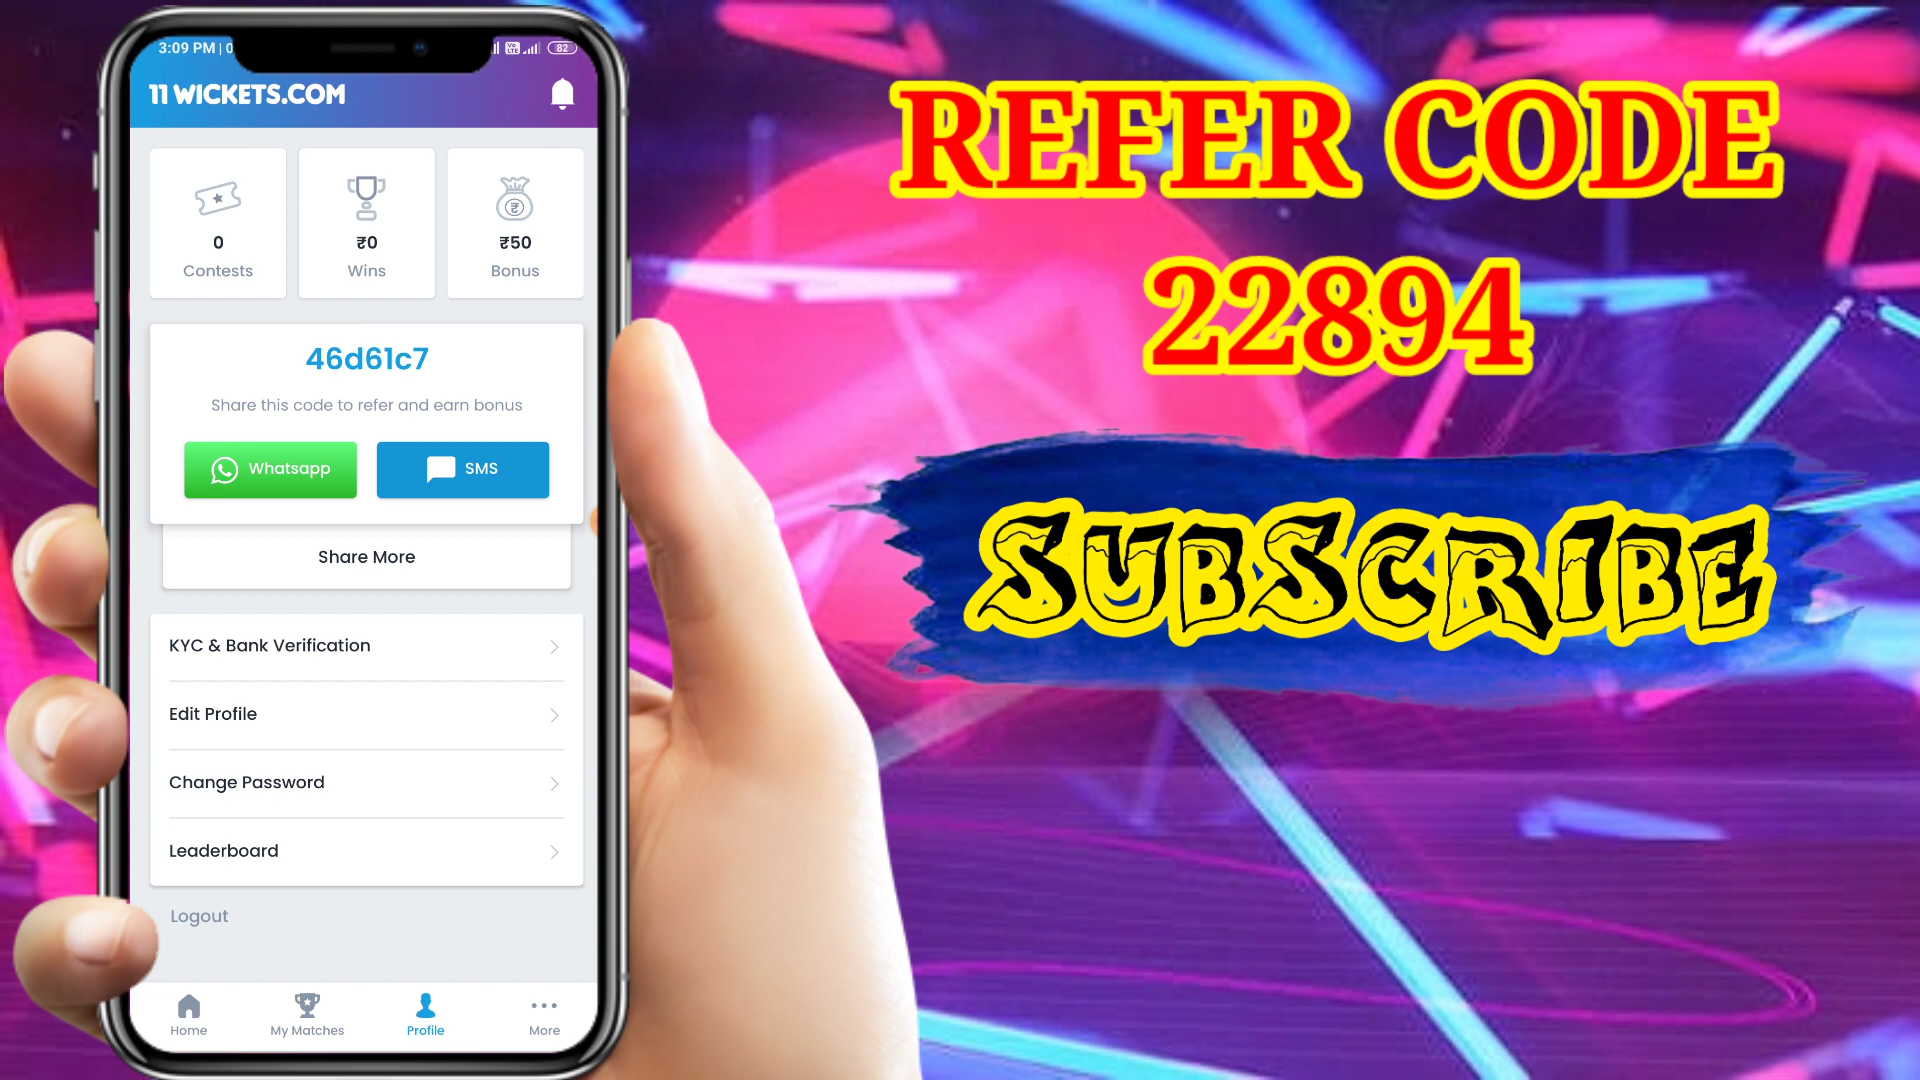 3:09 PM | 0
82
11 WICKETS.COM
0
Contests
₹0
Wins
₹50
Bonus
46d61c7
Share this code to refer and earn bonus
Whatsapp
SMS
Share More
KYC & Bank Verification
Edit Profile
Change Password
Leaderboard
Logout
Home
My Matches
Profile
More
REFER CODE
22894
SUBSCRIBE